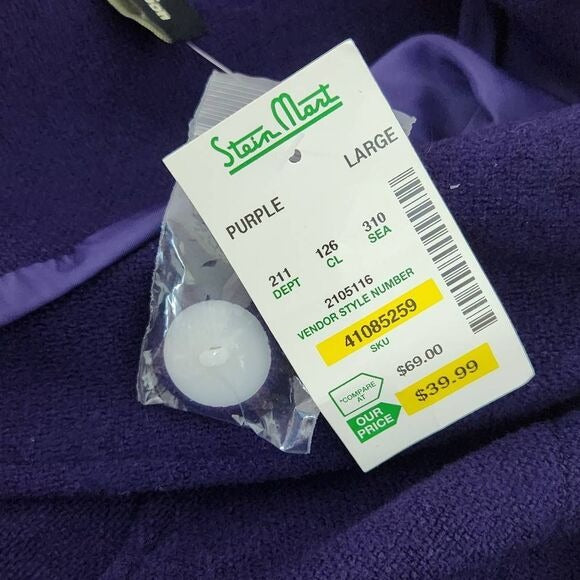 Stein Mart
PURPLE LARGE
211 126 310
DEPT CL SEA
2105116
VENDOR STYLE NUMBER
41085259
SKU
$69.00
*COMPARE
AT
OUR
PRICE
$39.99